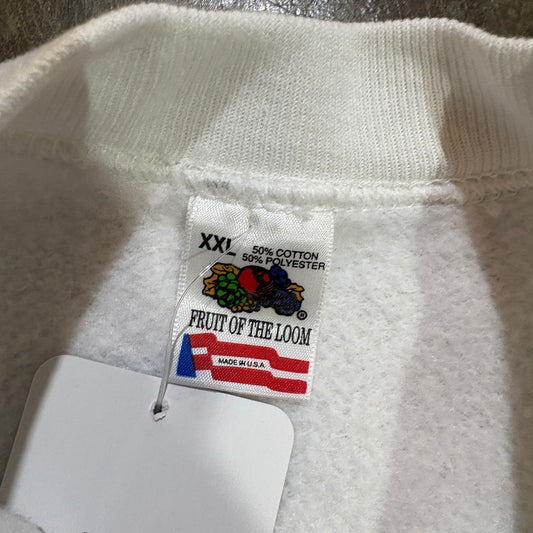 XXL
50% COTTON
50% POLYESTER
®
FRUIT OF THE LOOM
MADE IN U.S.A.